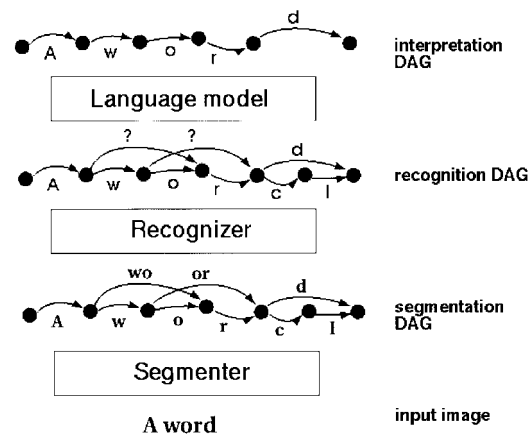 d
A w o r
interpretation DAG
Language model
? ? d
A w o r c l
recognition DAG
Recognizer
wo or d
A w o r c l
segmentation DAG
Segmenter
A word
input image